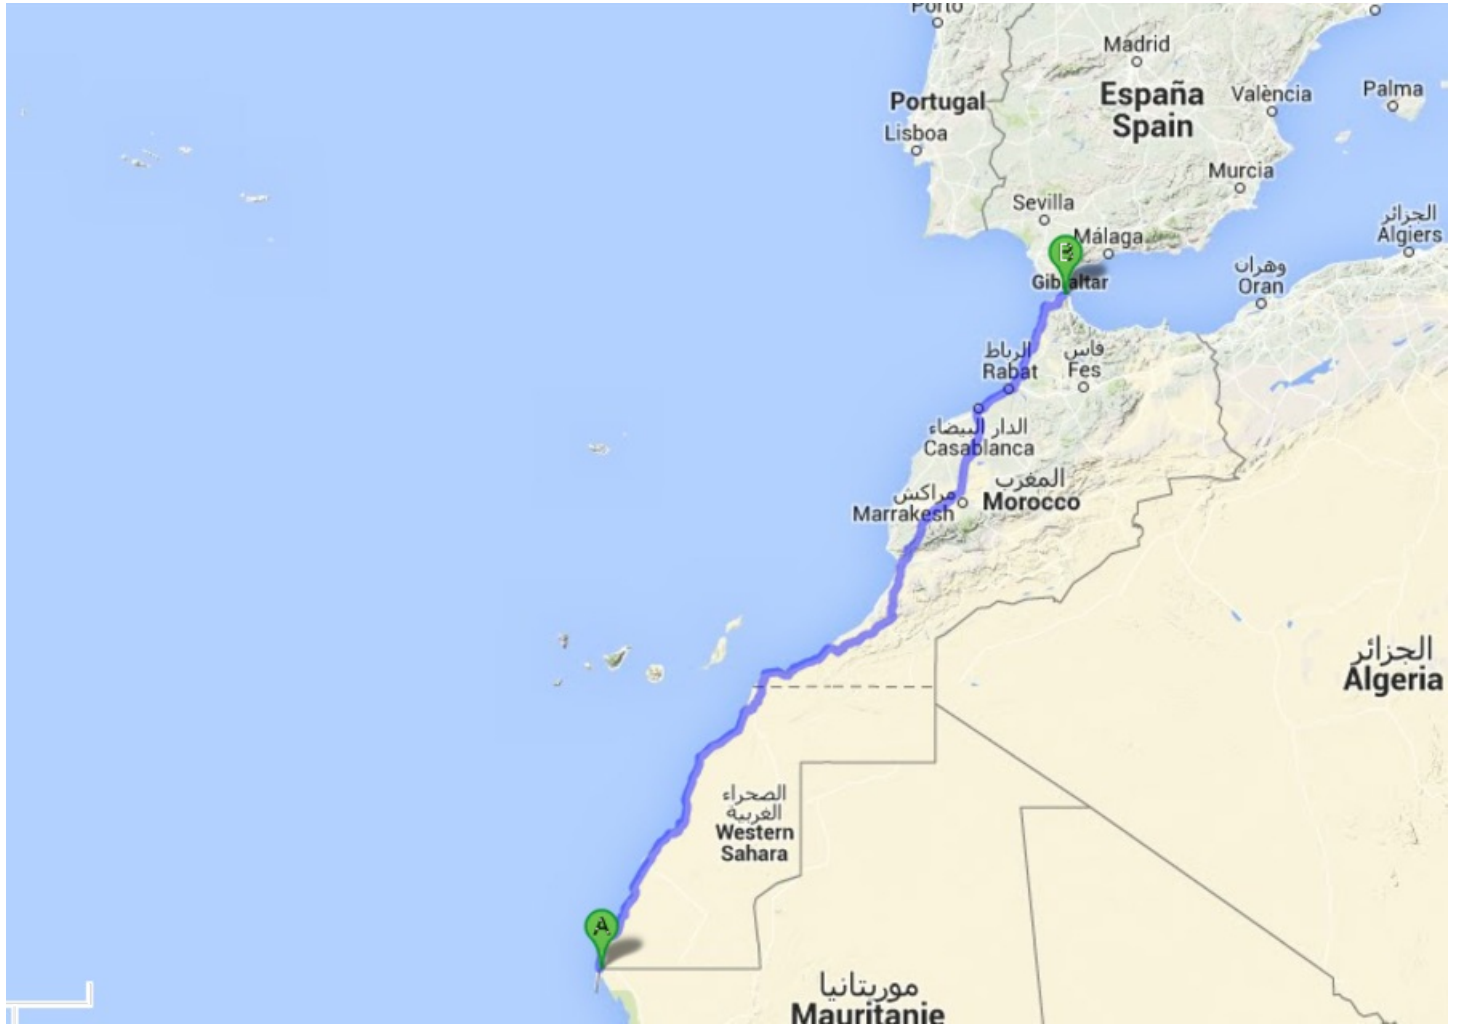 Porto
Madrid
Portugal
España
Spain
València
Palma
Lisboa
Murcia
Sevilla
Málaga
الجزائر
Algiers
Gibraltar
وهران
Oran
الرباط
Rabat
فاس
Fes
الدار البيضاء
Casablanca
المغرب
Morocco
مراكش
Marrakesh
الجزائر
Algeria
الصحراء
الغربية
Western
Sahara
A
موريتانيا
Mauritanie